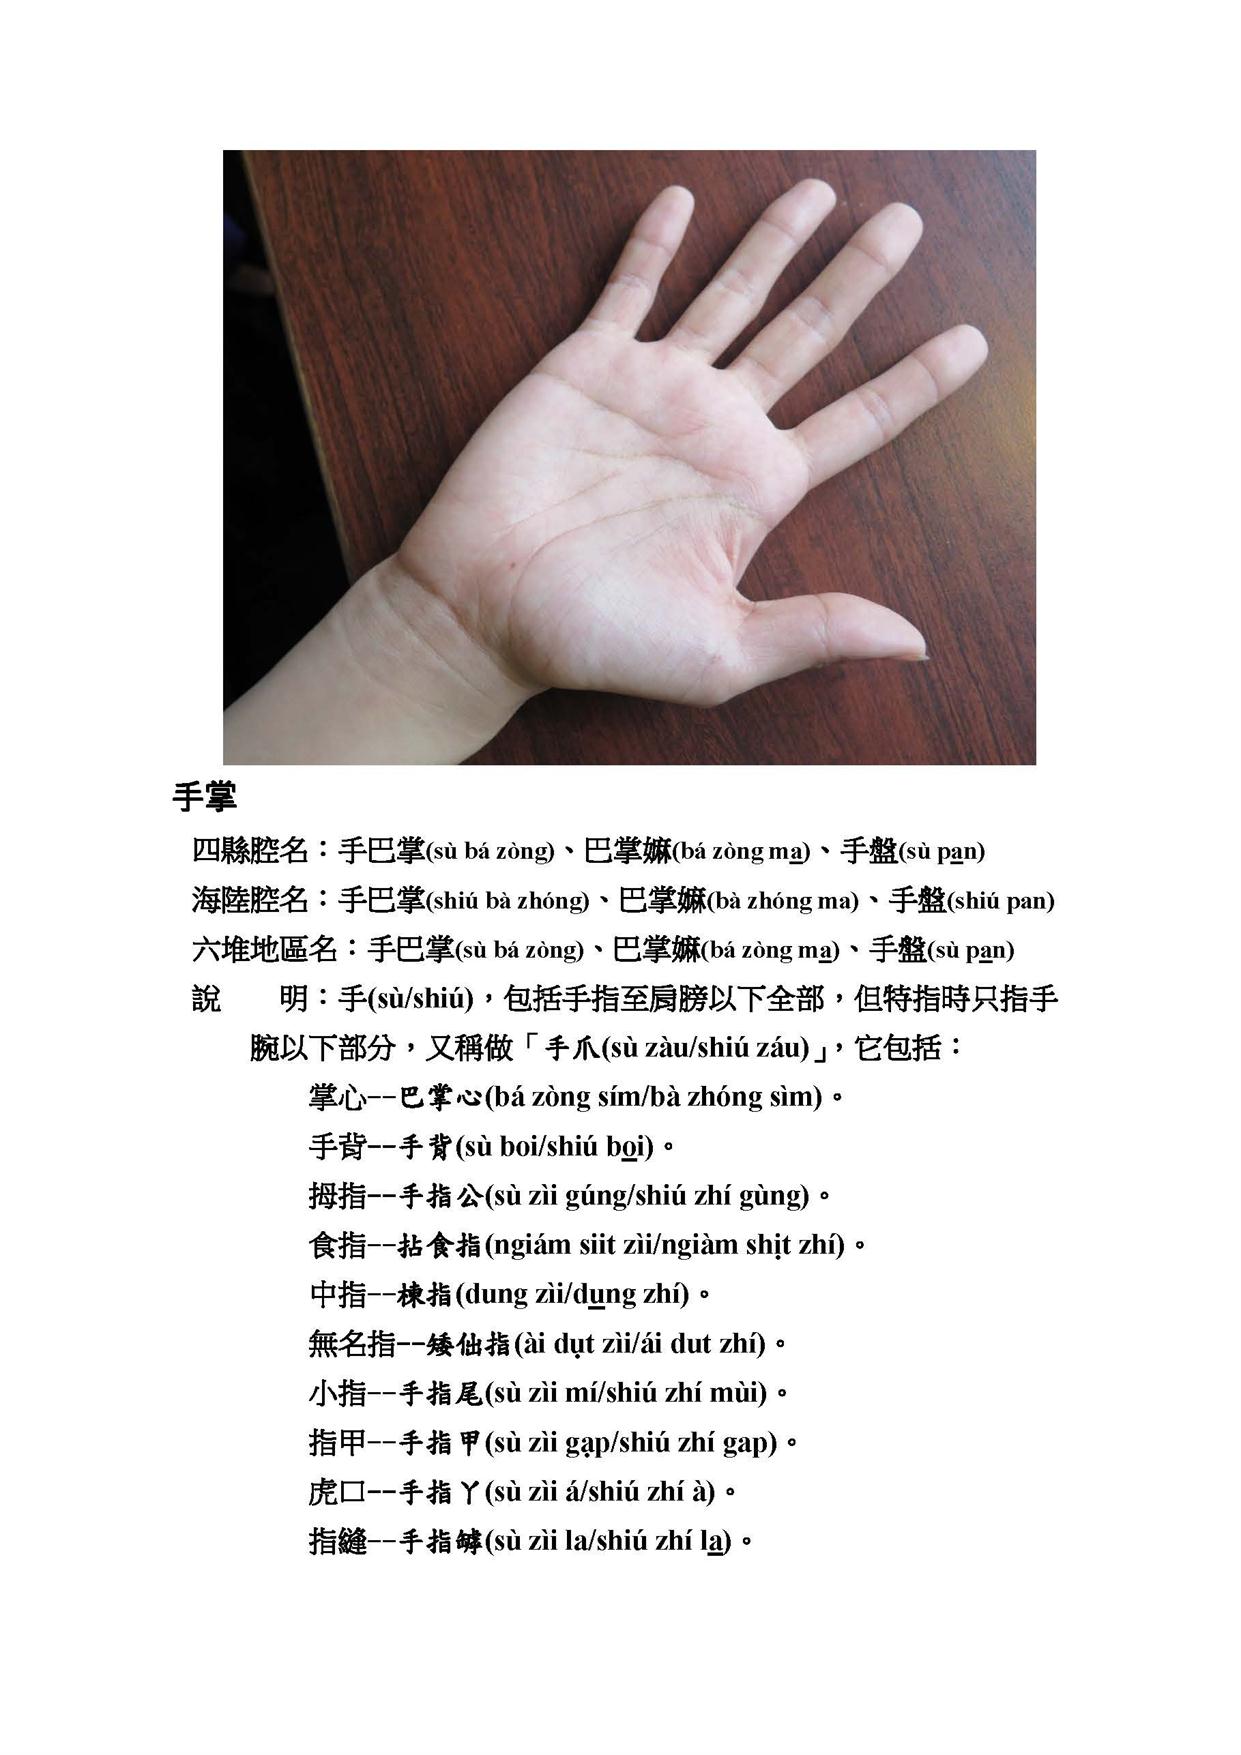 手掌
四縣腔名：手巴掌(sù bá zòng)、巴掌嫲(bá zòng ma̲)、手盤(sù pa̲n)
海陸腔名：手巴掌(shiú bà zhóng)、巴掌嫲(bà zhóng ma)、手盤(shiú pan)
六堆地區名：手巴掌(sù bá zòng)、巴掌嫲(bá zòng ma̲)、手盤(sù pa̲n)
說　　明：手(sù/shiú)，包括手指至肩膀以下全部，但特指時只指手
腕以下部分，又稱做「手爪(sù zàu/shiú záu)」，它包括：
掌心--巴掌心(bá zòng sím/bà zhóng sìm)。
手背--手背(sù boi/shiú bo̲i)。
拇指--手指公(sù zìi gúng/shiú zhí gùng)。
食指--拈食指(ngiám siit zìi/ngiàm shịt zhí)。
中指--棟指(dung zìi/du̲ng zhí)。
無名指--矮仙指(ài dụt zìi/ái dut zhí)。
小指--手指尾(sù zìi mí/shiú zhí mùi)。
指甲--手指甲(sù zìi gạp/shiú zhí gap)。
虎口--手指丫(sù zìi á/shiú zhí à)。
指縫--手指罅(sù zìi la/shiú zhí la̲)。